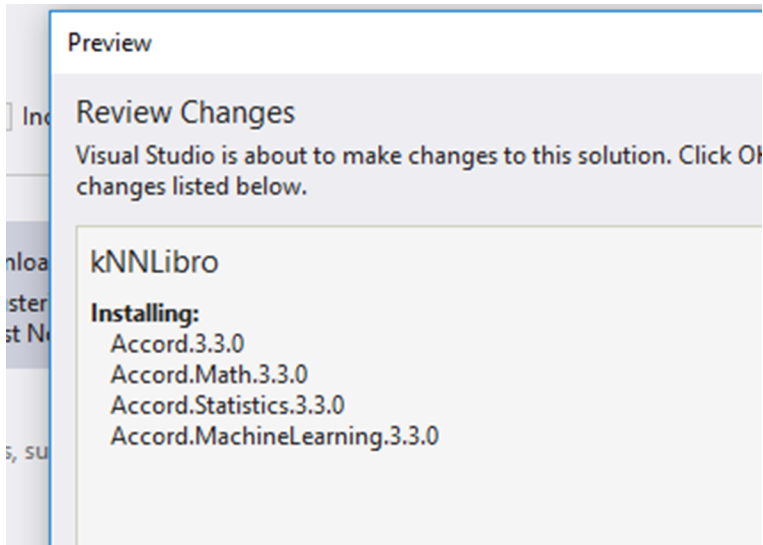 Preview
Review Changes
Visual Studio is about to make changes to this solution. Click OK
changes listed below.
kNNLibro
Installing:
Accord.3.3.0
Accord.Math.3.3.0
Accord.Statistics.3.3.0
Accord.MachineLearning.3.3.0